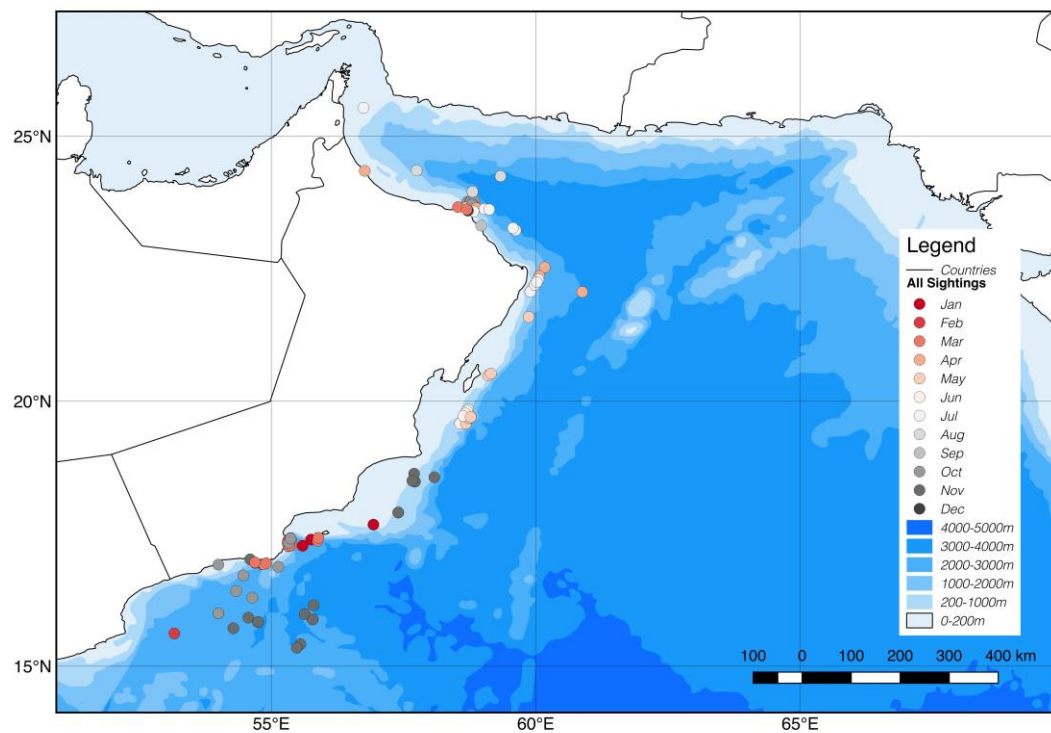 25°N
20°N
15°N
55°E
60°E
65°E
Legend
Countries
All Sightings
Jan
Feb
Mar
Apr
May
Jun
Jul
Aug
Sep
Oct
Nov
Dec
4000-5000m
3000-4000m
2000-3000m
1000-2000m
200-1000m
0-200m
100 0 100 200 300 400 km